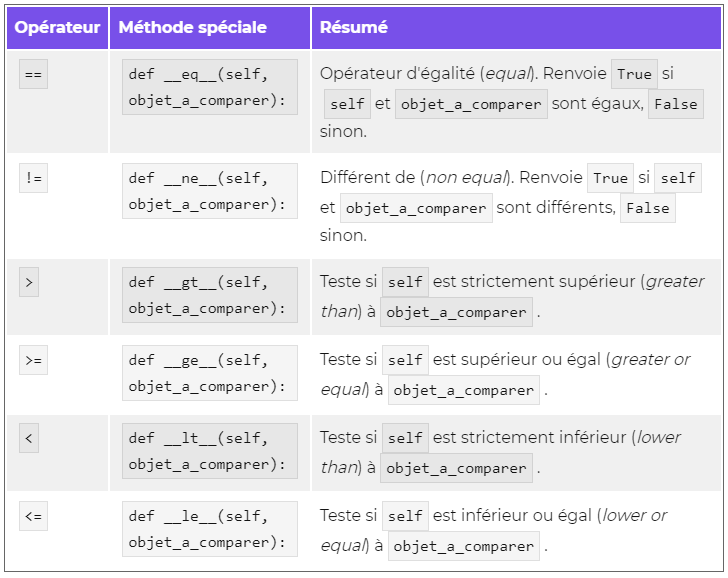 Opérateur Méthode spéciale Résumé
== def __eq__(self, objet_a_comparer): Opérateur d'égalité (equal). Renvoie True si
self et objet_a_comparer sont égaux, False
sinon.
!= def __ne__(self, objet_a_comparer): Différent de (non equal). Renvoie True si self
et objet_a_comparer sont différents, False
sinon.
> def __gt__(self, objet_a_comparer): Teste si self est strictement supérieur (greater
than) à objet_a_comparer .
>= def __ge__(self, objet_a_comparer): Teste si self est supérieur ou égal (greater or
equal) à objet_a_comparer .
< def __lt__(self, objet_a_comparer): Teste si self est strictement inférieur (lower
than) à objet_a_comparer .
<= def __le__(self, objet_a_comparer): Teste si self est inférieur ou égal (lower or
equal) à objet_a_comparer .